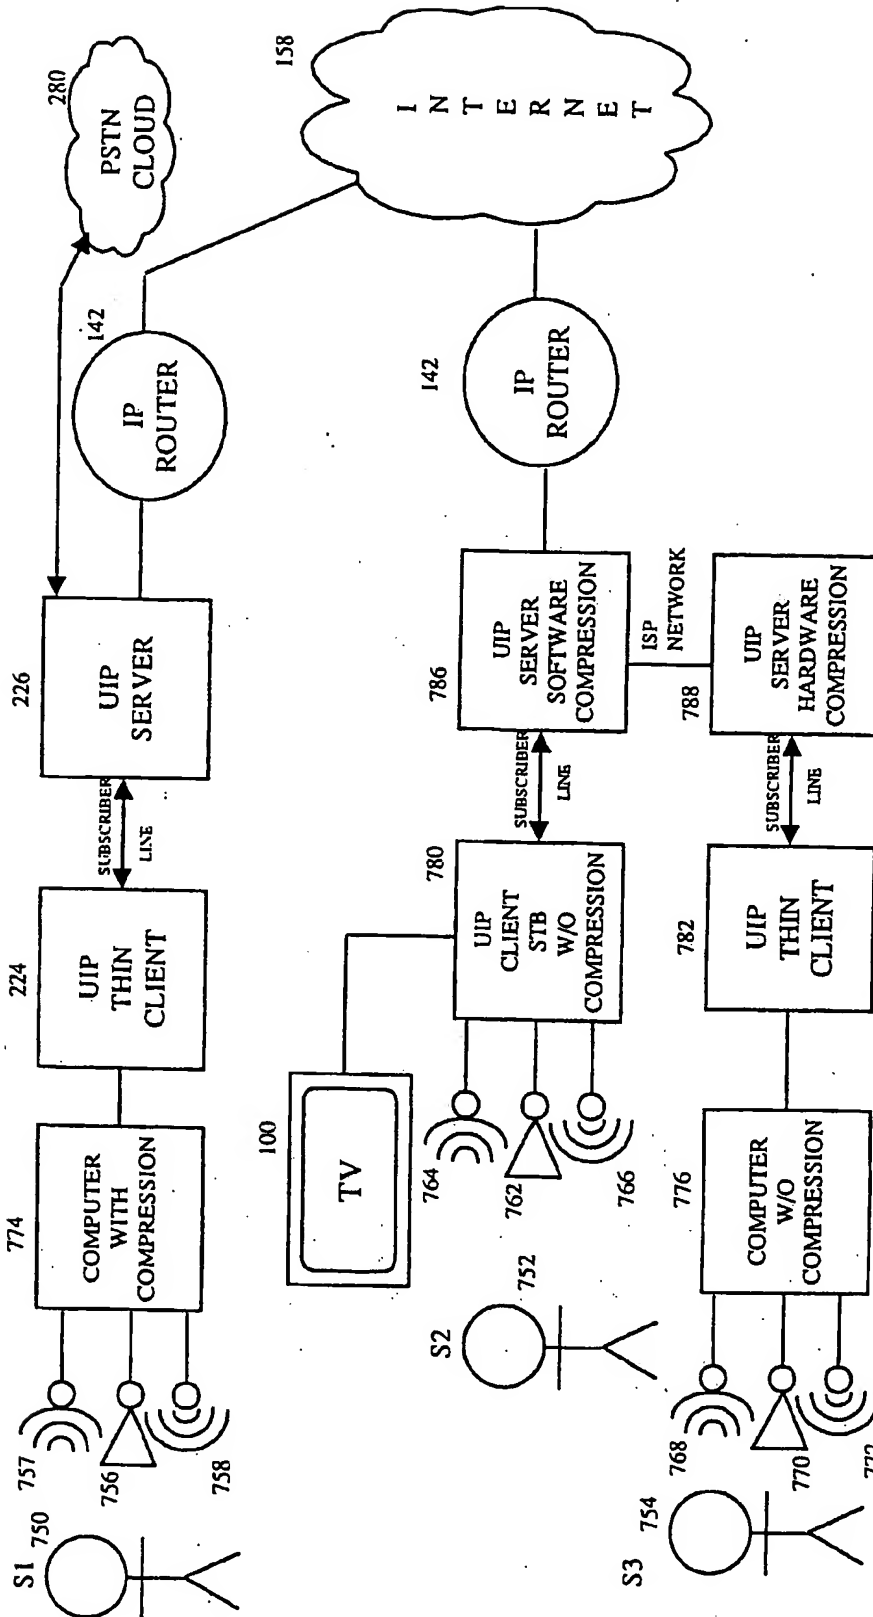 S1
750
757
756
758
774
COMPUTER
WITH
COMPRESSION
224
UIP
THIN
CLIENT
SUBSCRIBER
LINE
226
UIP
SERVER
142
IP
ROUTER
280
PSTN
CLOUD
158
INTERNET
100
TV
S2
752
764
762
766
780
UIP
CLIENT
STB
W/O
COMPRESSION
SUBSCRIBER
LINE
786
UIP
SERVER
SOFTWARE
COMPRESSION
142
IP
ROUTER
ISP
NETWORK
S3
754
768
770
772
776
COMPUTER
W/O
COMPRESSION
782
UIP
THIN
CLIENT
SUBSCRIBER
LINE
788
UIP
SERVER
HARDWARE
COMPRESSION